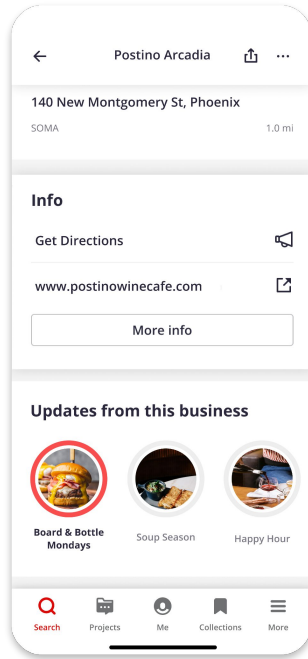 Postino Arcadia
140 New Montgomery St, Phoenix
SOMA 1.0 mi
Info
Get Directions
www.postinowinecafe.com
More info
Updates from this business
Board & Bottle
Mondays
Soup Season
Happy Hour
Search Projects Me Collections More